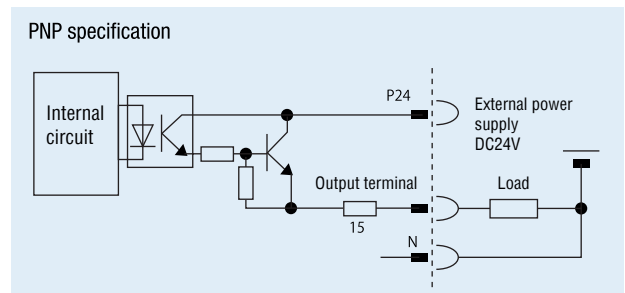 PNP specification
Internal
circuit
P24
External power
supply
DC24V
Output terminal
Load
15
N